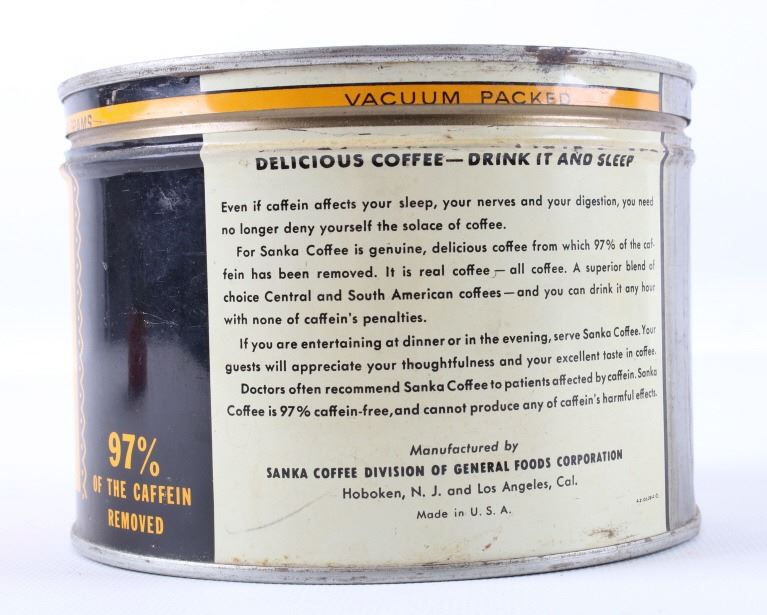 VACUUM PACKED
DELICIOUS COFFEE—DRINK IT AND SLEEP
Even if caffein affects your sleep, your nerves and your digestion, you need
no longer deny yourself the solace of coffee.
For Sanka Coffee is genuine, delicious coffee from which 97% of the caf-
fein has been removed. It is real coffee—all coffee. A superior blend of
choice Central and South American coffees—and you can drink it any hour
with none of caffein's penalties.
If you are entertaining at dinner or in the evening, serve Sanka Coffee. Your
guests will appreciate your thoughtfulness and your excellent taste in coffee.
Doctors often recommend Sanka Coffee to patients affected by caffein. Sanka
Coffee is 97% caffein-free, and cannot produce any of caffein's harmful effects.
Manufactured by
SANKA COFFEE DIVISION OF GENERAL FOODS CORPORATION
Hoboken, N. J. and Los Angeles, Cal.
Made in U. S. A.
97%
OF THE CAFFEIN
REMOVED